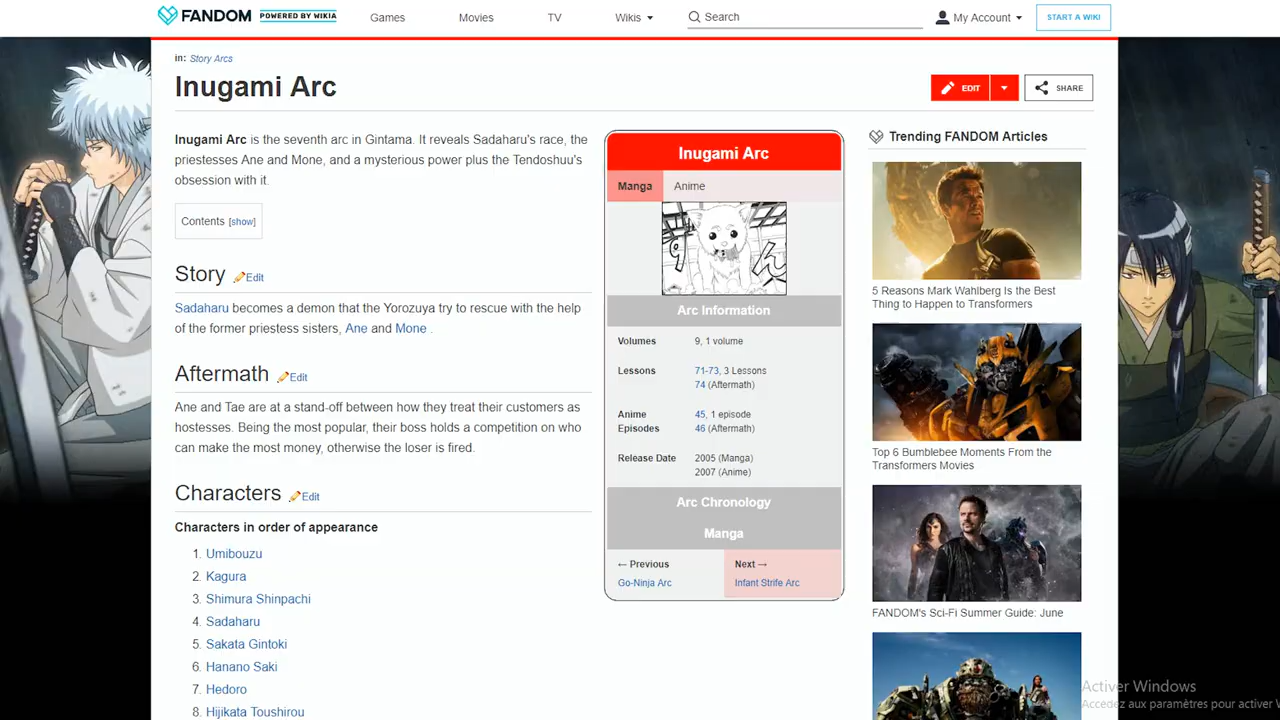 FANDOM POWERED BY WIKIA Games Movies TV Wikis Search My Account START A WIKI
in: Story Arcs
Inugami Arc
EDIT SHARE
Inugami Arc is the seventh arc in Gintama. It reveals Sadaharu's race, the
priestesses Ane and Mone, and a mysterious power plus the Tendoshuu's
obsession with it.
Contents [show]
Story Edit
Sadaharu becomes a demon that the Yorozuya try to rescue with the help
of the former priestess sisters, Ane and Mone .
Aftermath Edit
Ane and Tae are at a stand-off between how they treat their customers as
hostesses. Being the most popular, their boss holds a competition on who
can make the most money, otherwise the loser is fired.
Characters Edit
Characters in order of appearance
1. Umibouzu
2. Kagura
3. Shimura Shinpachi
4. Sadaharu
5. Sakata Gintoki
6. Hanano Saki
7. Hedoro
8. Hijikata Toushirou
Inugami Arc
Manga Anime
ん
Arc Information
Volumes 9, 1 volume
Lessons 71-73, 3 Lessons
74 (Aftermath)
Anime 45, 1 episode
Episodes 46 (Aftermath)
Release Date 2005 (Manga)
2007 (Anime)
Arc Chronology
Manga
← Previous Next →
Go-Ninja Arc Infant Strife Arc
Trending FANDOM Articles
5 Reasons Mark Wahlberg Is the Best
Thing to Happen to Transformers
Top 6 Bumblebee Moments From the
Transformers Movies
FANDOM's Sci-Fi Summer Guide: June
Activer Windows
Accédez aux paramètres pour activer